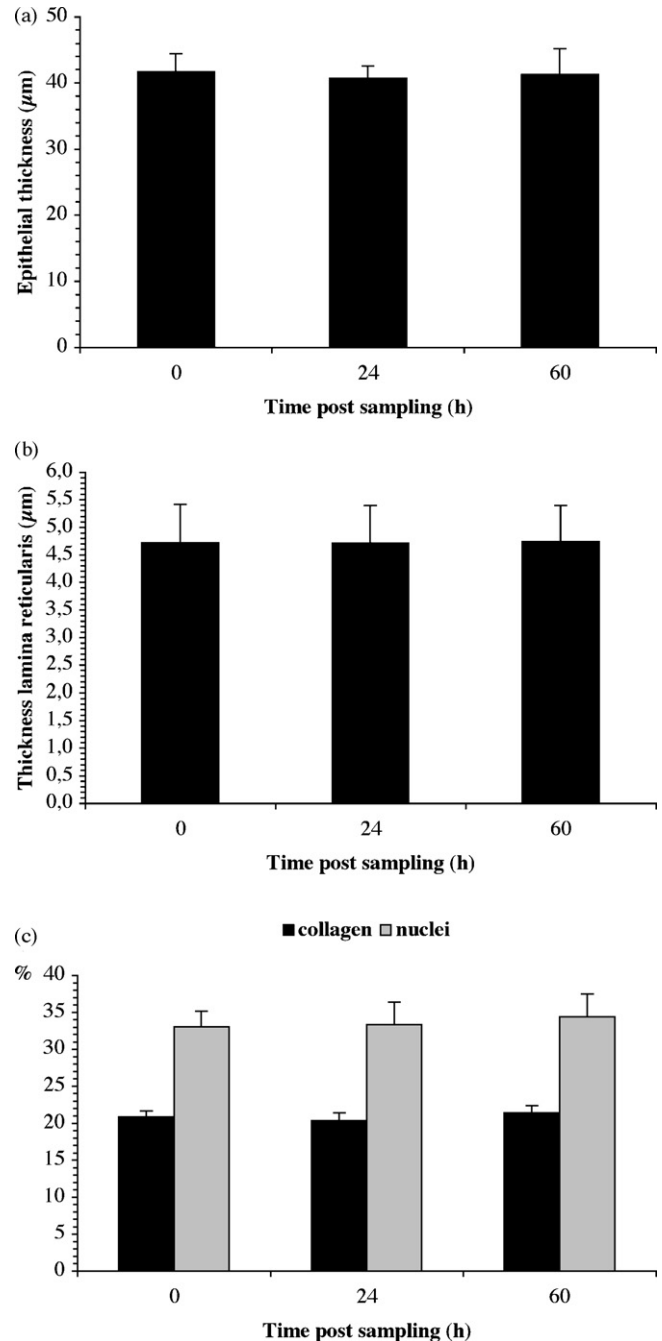 (a)
Epithelial thickness (µm)
50
40
30
20
10
0
0 24 60
Time post sampling (h)
(b)
Thickness lamina reticularis (µm)
6,0
5,5
5,0
4,5
4,0
3,5
3,0
2,5
2,0
1,5
1,0
0,5
0,0
0 24 60
Time post sampling (h)
(c)
collagen nuclei
%
40
35
30
25
20
15
10
5
0
0 24 60
Time post sampling (h)